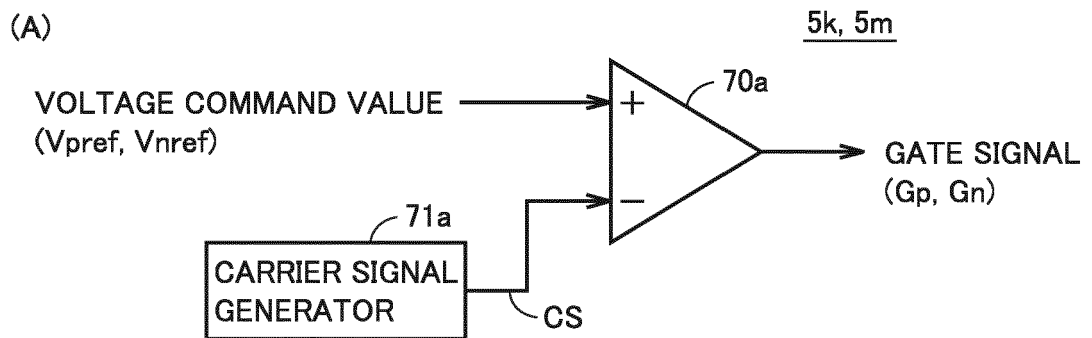 (A)
5k, 5m
70a
VOLTAGE COMMAND VALUE
(Vpref, Vnref)
+
GATE SIGNAL
(Gp, Gn)
−
71a
CARRIER SIGNAL
GENERATOR
CS